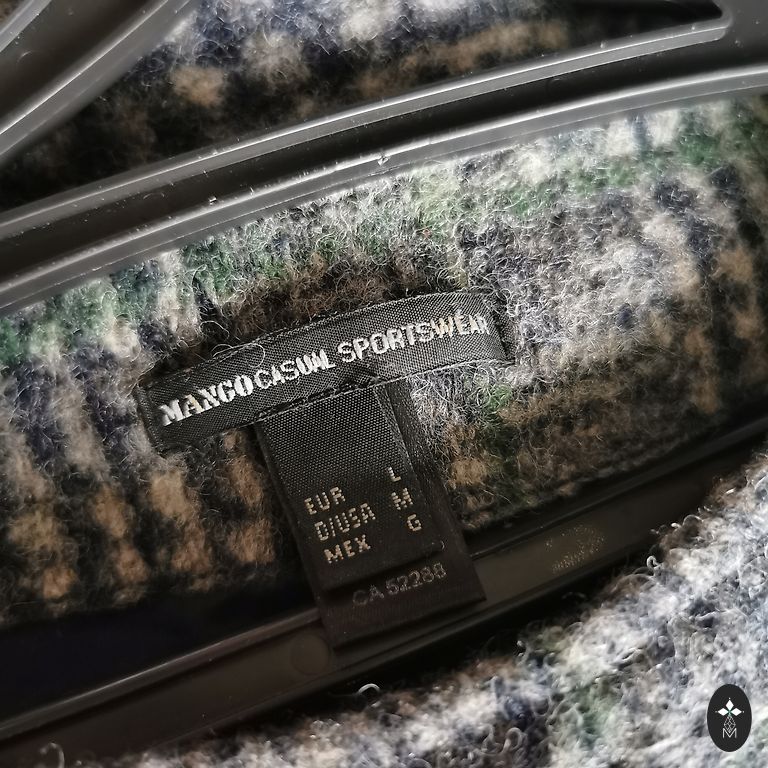 MANGO CASUAL SPORTSWEAR
EUR L
D/USA M
MEX G
CA 52288
M